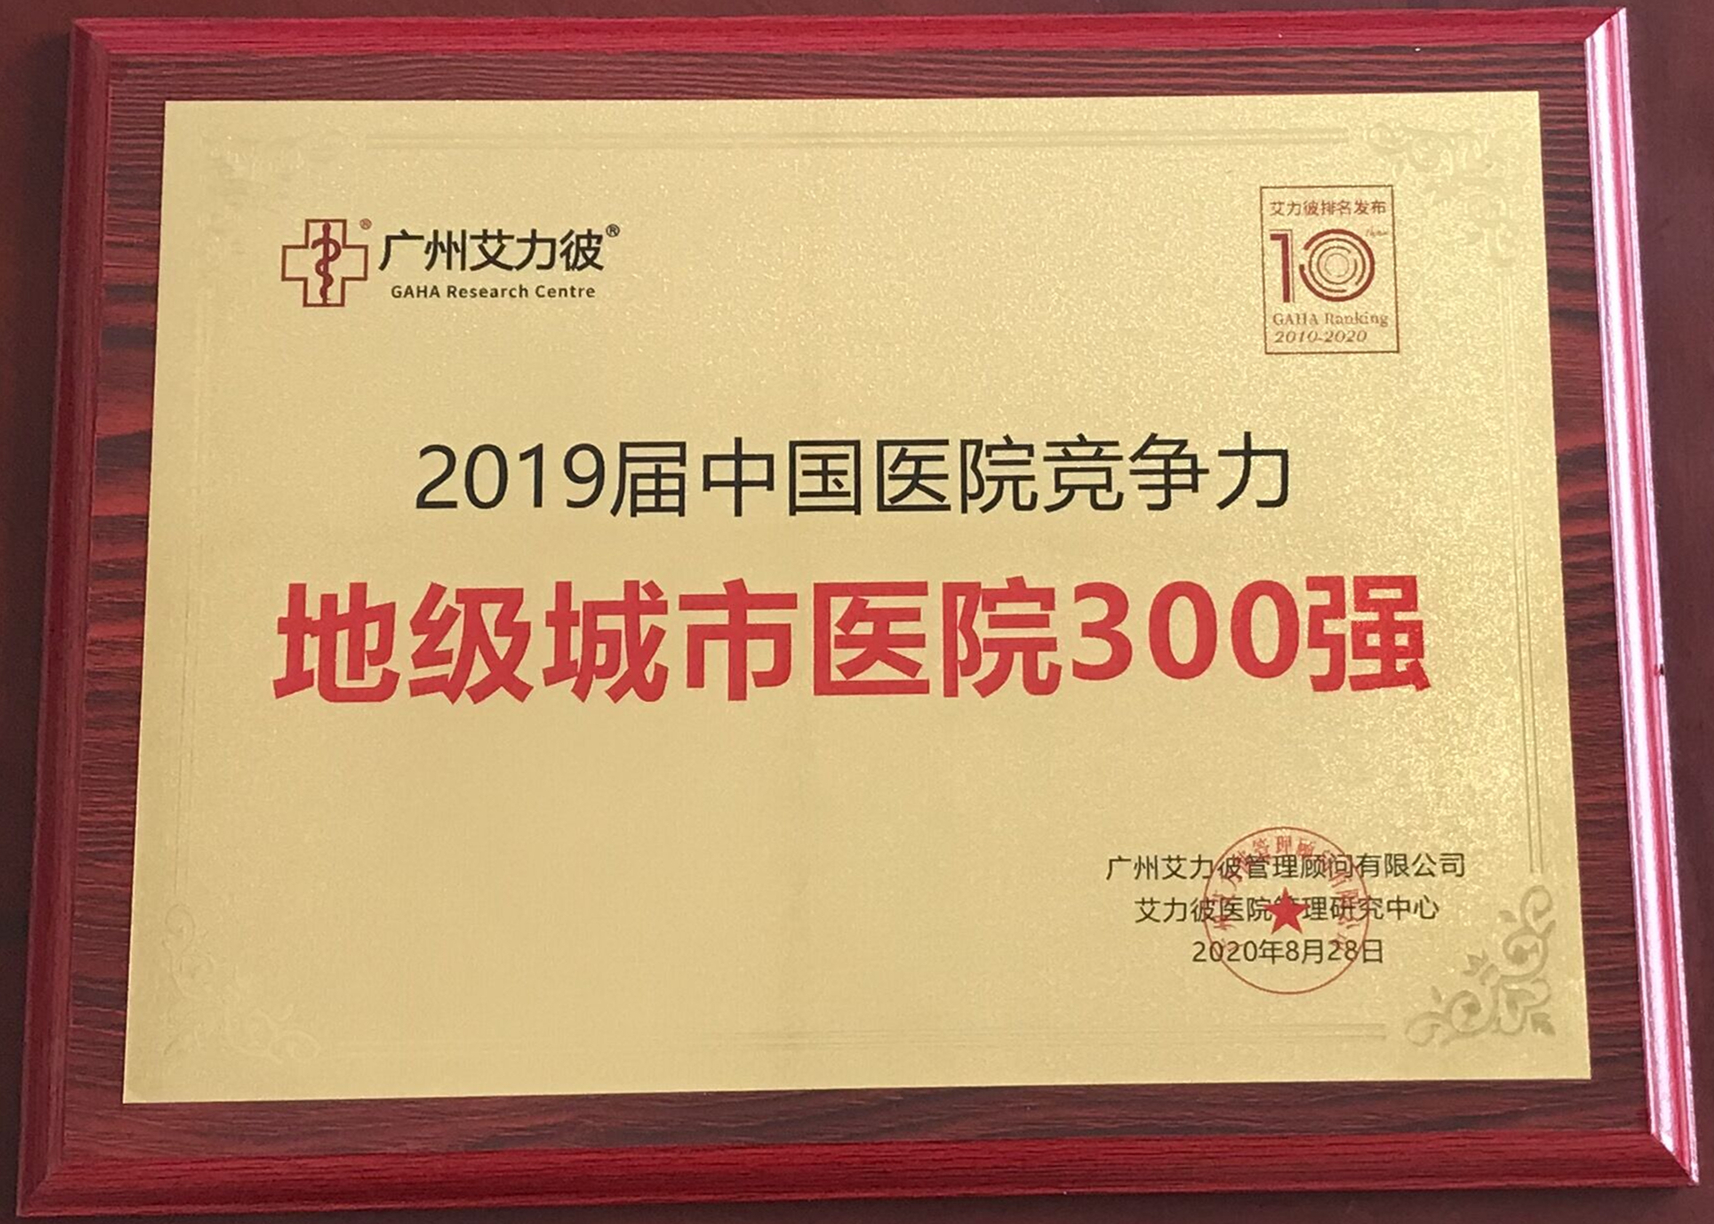 广州艾力彼®
GAHA Research Centre
艾力彼排名发布
10
GAHA Ranking
2010-2020
2019届中国医院竞争力
地级城市医院300强
广州艾力彼管理顾问有限公司
艾力彼医院管理研究中心
2020年8月28日